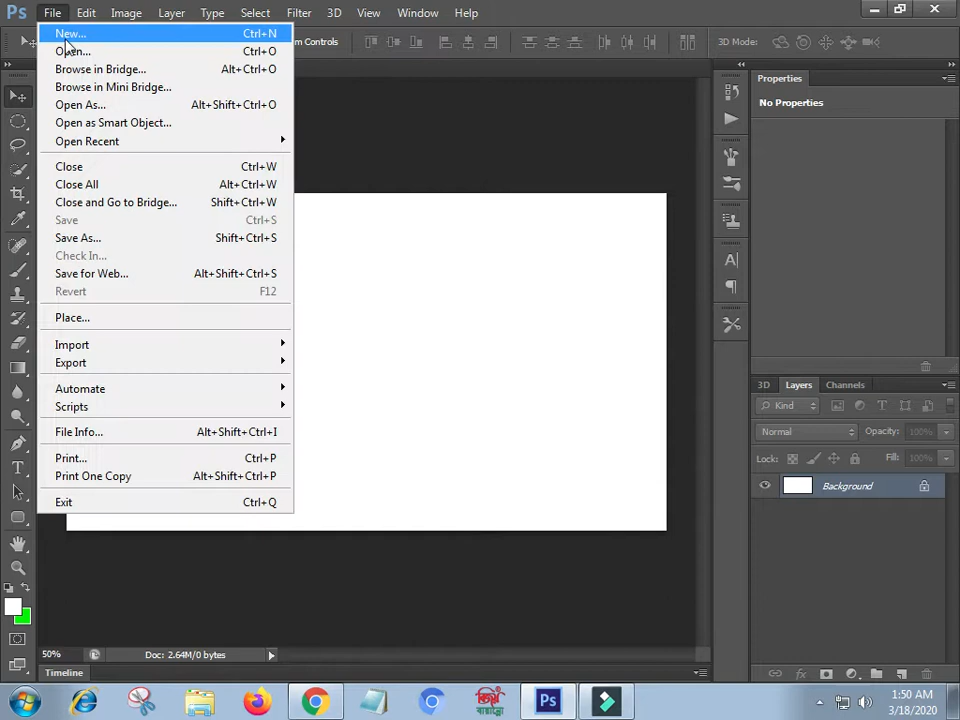 Ps File Edit Image Layer Type Select Filter 3D View Window Help
New... Ctrl+N
Open... Ctrl+O
Browse in Bridge... Alt+Ctrl+O
Browse in Mini Bridge...
Open As... Alt+Shift+Ctrl+O
Open as Smart Object...
Open Recent
Close Ctrl+W
Close All Alt+Ctrl+W
Close and Go to Bridge... Shift+Ctrl+W
Save Ctrl+S
Save As... Shift+Ctrl+S
Check In...
Save for Web... Alt+Shift+Ctrl+S
Revert F12
Place...
Import
Export
Automate
Scripts
File Info... Alt+Shift+Ctrl+I
Print... Ctrl+P
Print One Copy Alt+Shift+Ctrl+P
Exit Ctrl+Q
Controls
3D Mode:
Properties
No Properties
3D Layers Channels
Kind
Normal Opacity: 100%
Lock: Fill: 100%
Background
50% Doc: 2.64M/0 bytes
Timeline
Ps
1:50 AM
3/18/2020